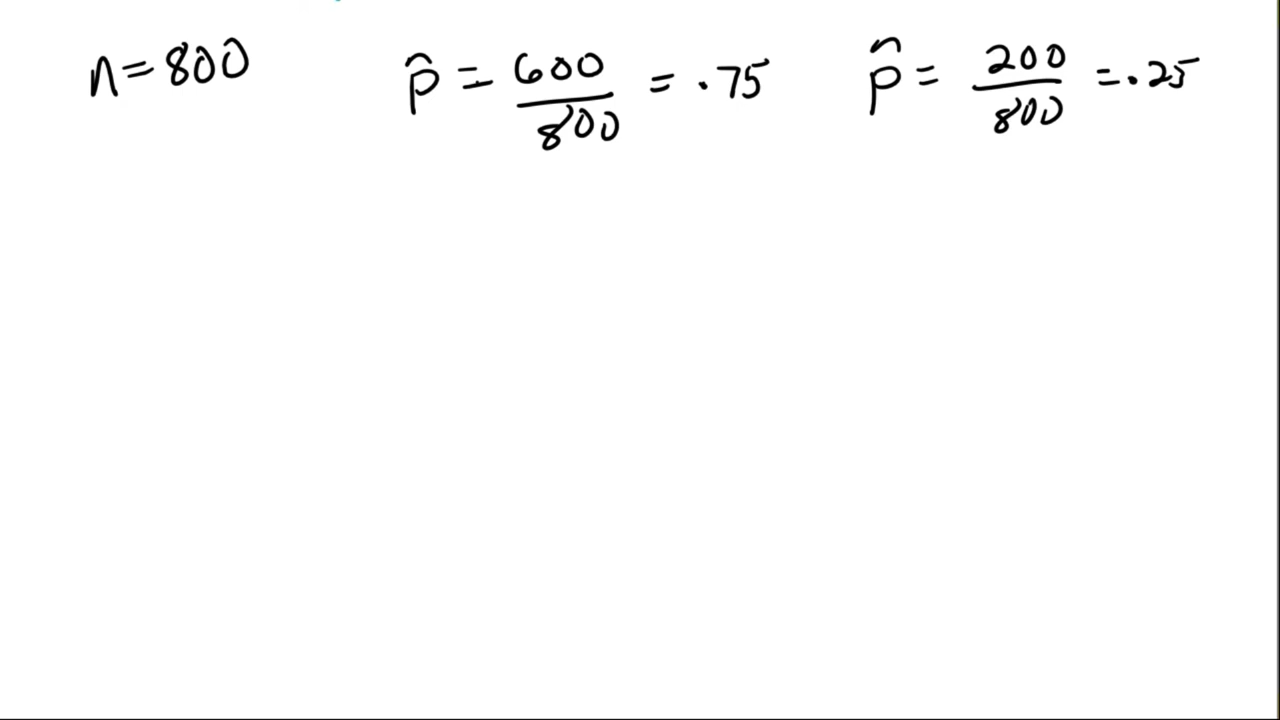 n=800 p̂ = 600/800 = .75 p̂ = 200/800 = .25